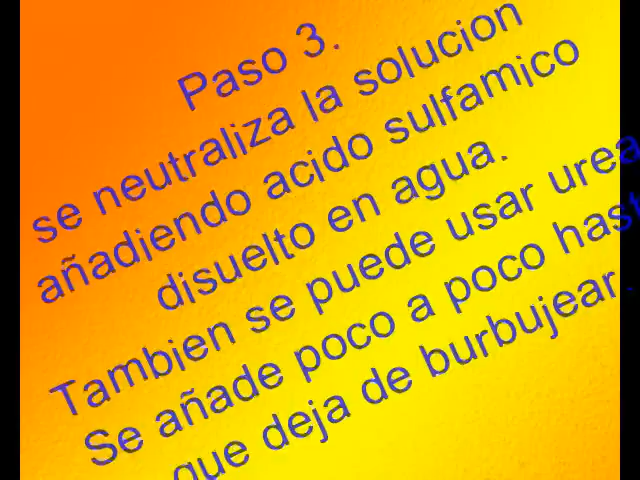 Paso 3.
se neutraliza la solucion
añadiendo acido sulfamico
disuelto en agua.
Tambien se puede usar urea
Se añade poco a poco hast
que deja de burbujear.